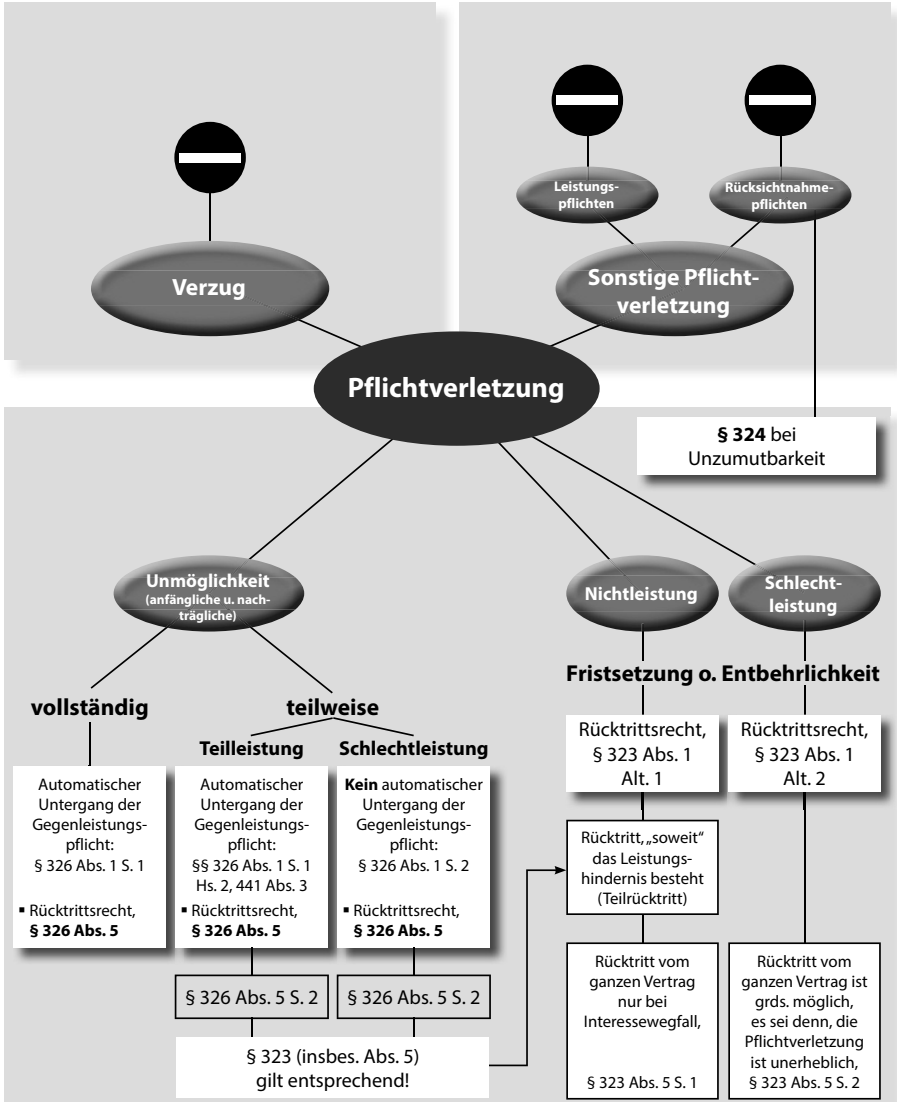 Leistungs-
pflichten
Rücksichtnahme-
pflichten
Verzug
Sonstige Pflicht-
verletzung
Pflichtverletzung
§ 324 bei
Unzumutbarkeit
Unmöglichkeit
(anfängliche u. nach-
trägliche)
Nichtleistung
Schlecht-
leistung
Fristsetzung o. Entbehrlichkeit
vollständig
teilweise
Teilleistung
Schlechtleistung
Automatischer
Untergang der
Gegenleistungs-
pflicht:
§ 326 Abs. 1 S. 1
▪ Rücktrittsrecht,
§ 326 Abs. 5
Automatischer
Untergang der
Gegenleistungs-
pflicht:
§§ 326 Abs. 1 S. 1
Hs. 2, 441 Abs. 3
▪ Rücktrittsrecht,
§ 326 Abs. 5
Kein automatischer
Untergang der
Gegenleistungs-
pflicht:
§ 326 Abs. 1 S. 2
▪ Rücktrittsrecht,
§ 326 Abs. 5
§ 326 Abs. 5 S. 2
§ 326 Abs. 5 S. 2
§ 323 (insbes. Abs. 5)
gilt entsprechend!
Rücktrittsrecht,
§ 323 Abs. 1
Alt. 1
Rücktritt, „soweit“
das Leistungs-
hindernis besteht
(Teilrücktritt)
Rücktritt vom
ganzen Vertrag
nur bei
Interessewegfall,
§ 323 Abs. 5 S. 1
Rücktrittsrecht,
§ 323 Abs. 1
Alt. 2
Rücktritt vom
ganzen Vertrag ist
grds. möglich,
es sei denn, die
Pflichtverletzung
ist unerheblich,
§ 323 Abs. 5 S. 2